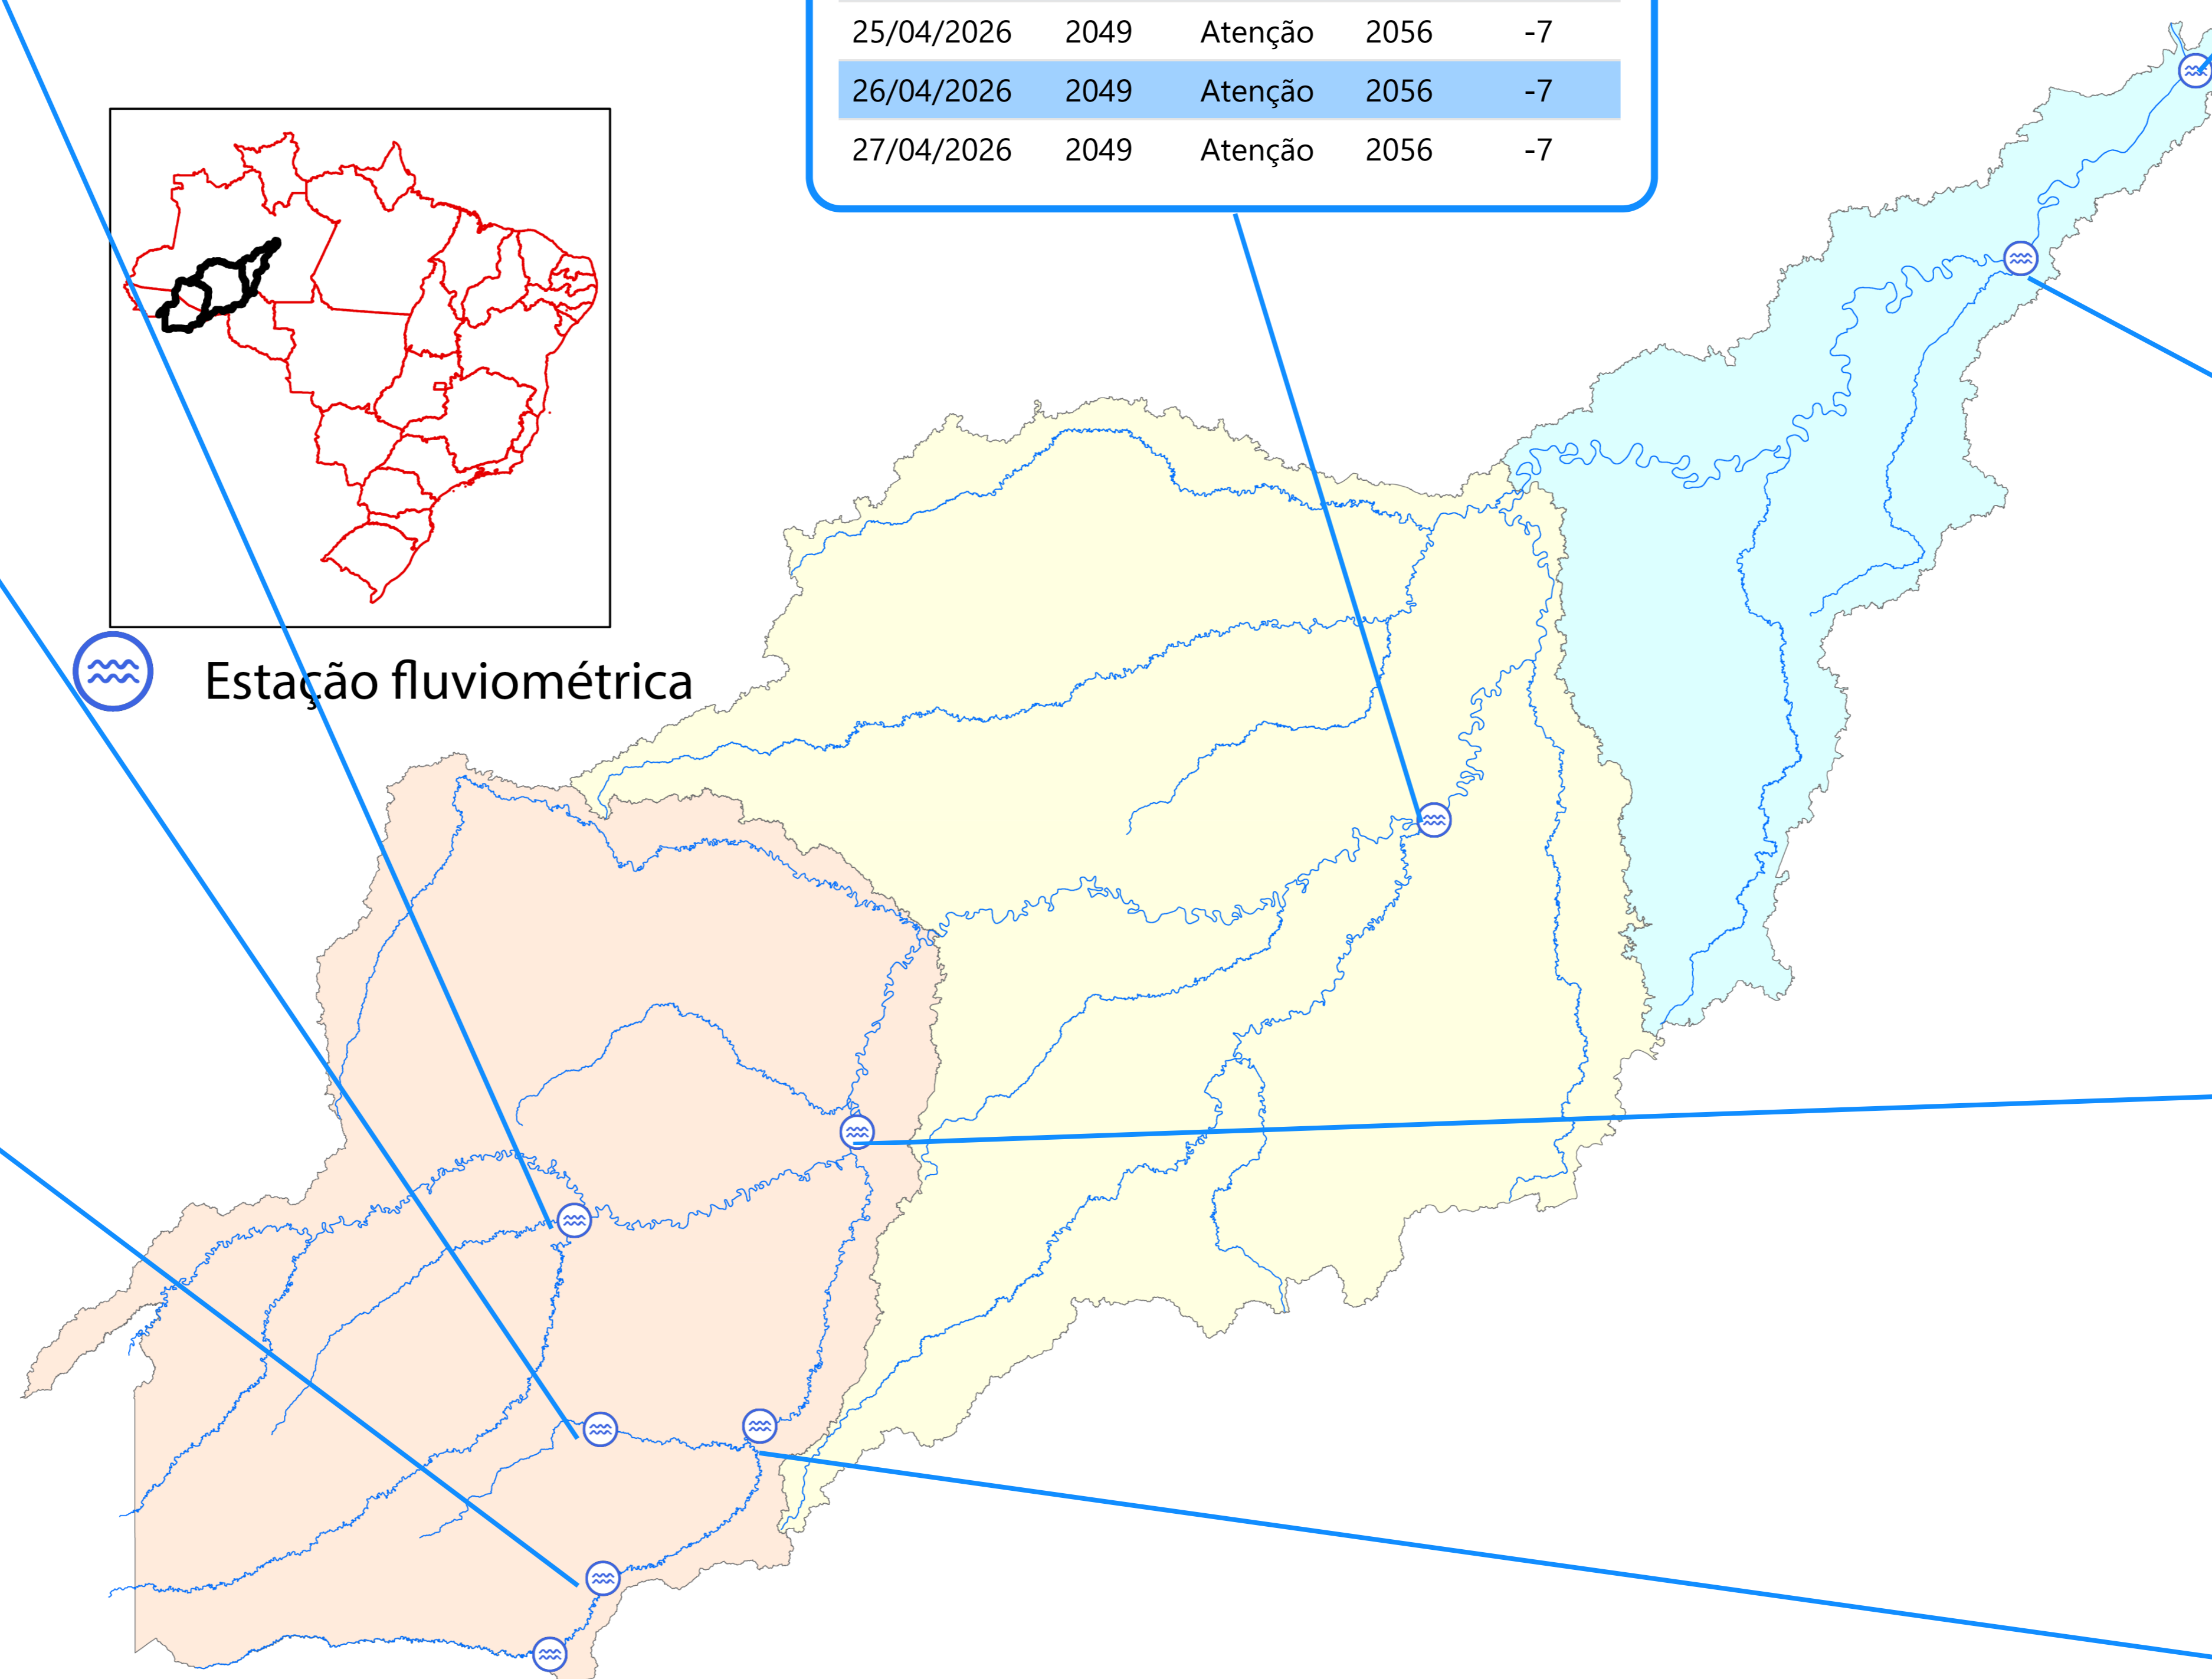 25/04/2026 2049 Atenção 2056 -7
26/04/2026 2049 Atenção 2056 -7
27/04/2026 2049 Atenção 2056 -7
Estação fluviométrica